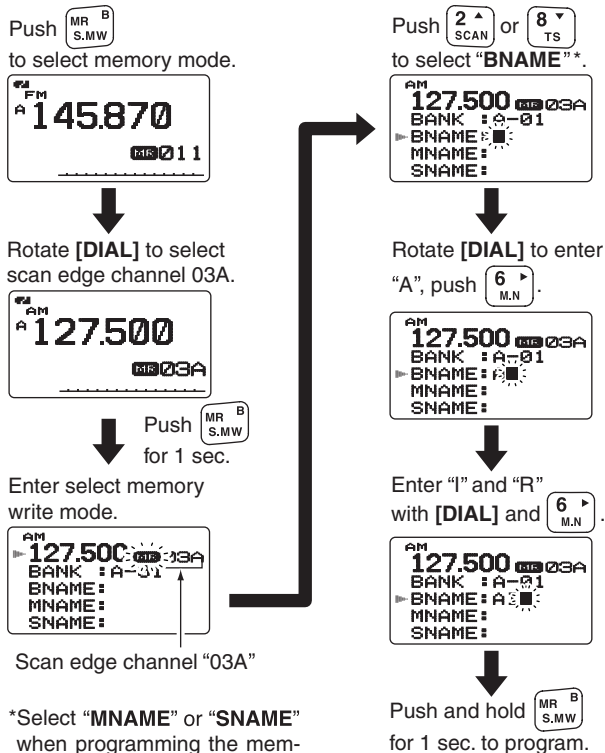 Push MR B S.MW
to select memory mode.
FM
A 145.870
MR 011
Rotate [DIAL] to select
scan edge channel 03A.
AM
A 127.500
MR 03A
Push MR B S.MW
for 1 sec.
Enter select memory
write mode.
AM
127.500 MR 03A
BANK :A-01
BNAME:
MNAME:
SNAME:
Scan edge channel “03A”
*Select “MNAME” or “SNAME”
when programming the mem-
Push 2 SCAN or 8 TS
to select “BNAME”*.
AM
127.500 MR 03A
BANK :A-01
BNAME:
MNAME:
SNAME:
Rotate [DIAL] to enter
“A”, push 6 M.N.
AM
127.500 MR 03A
BANK :A-01
BNAME:
MNAME:
SNAME:
Enter “I” and “R”
with [DIAL] and 6 M.N.
AM
127.500 MR 03A
BANK :A-01
BNAME:A
MNAME:
SNAME:
Push and hold MR B S.MW
for 1 sec. to program.